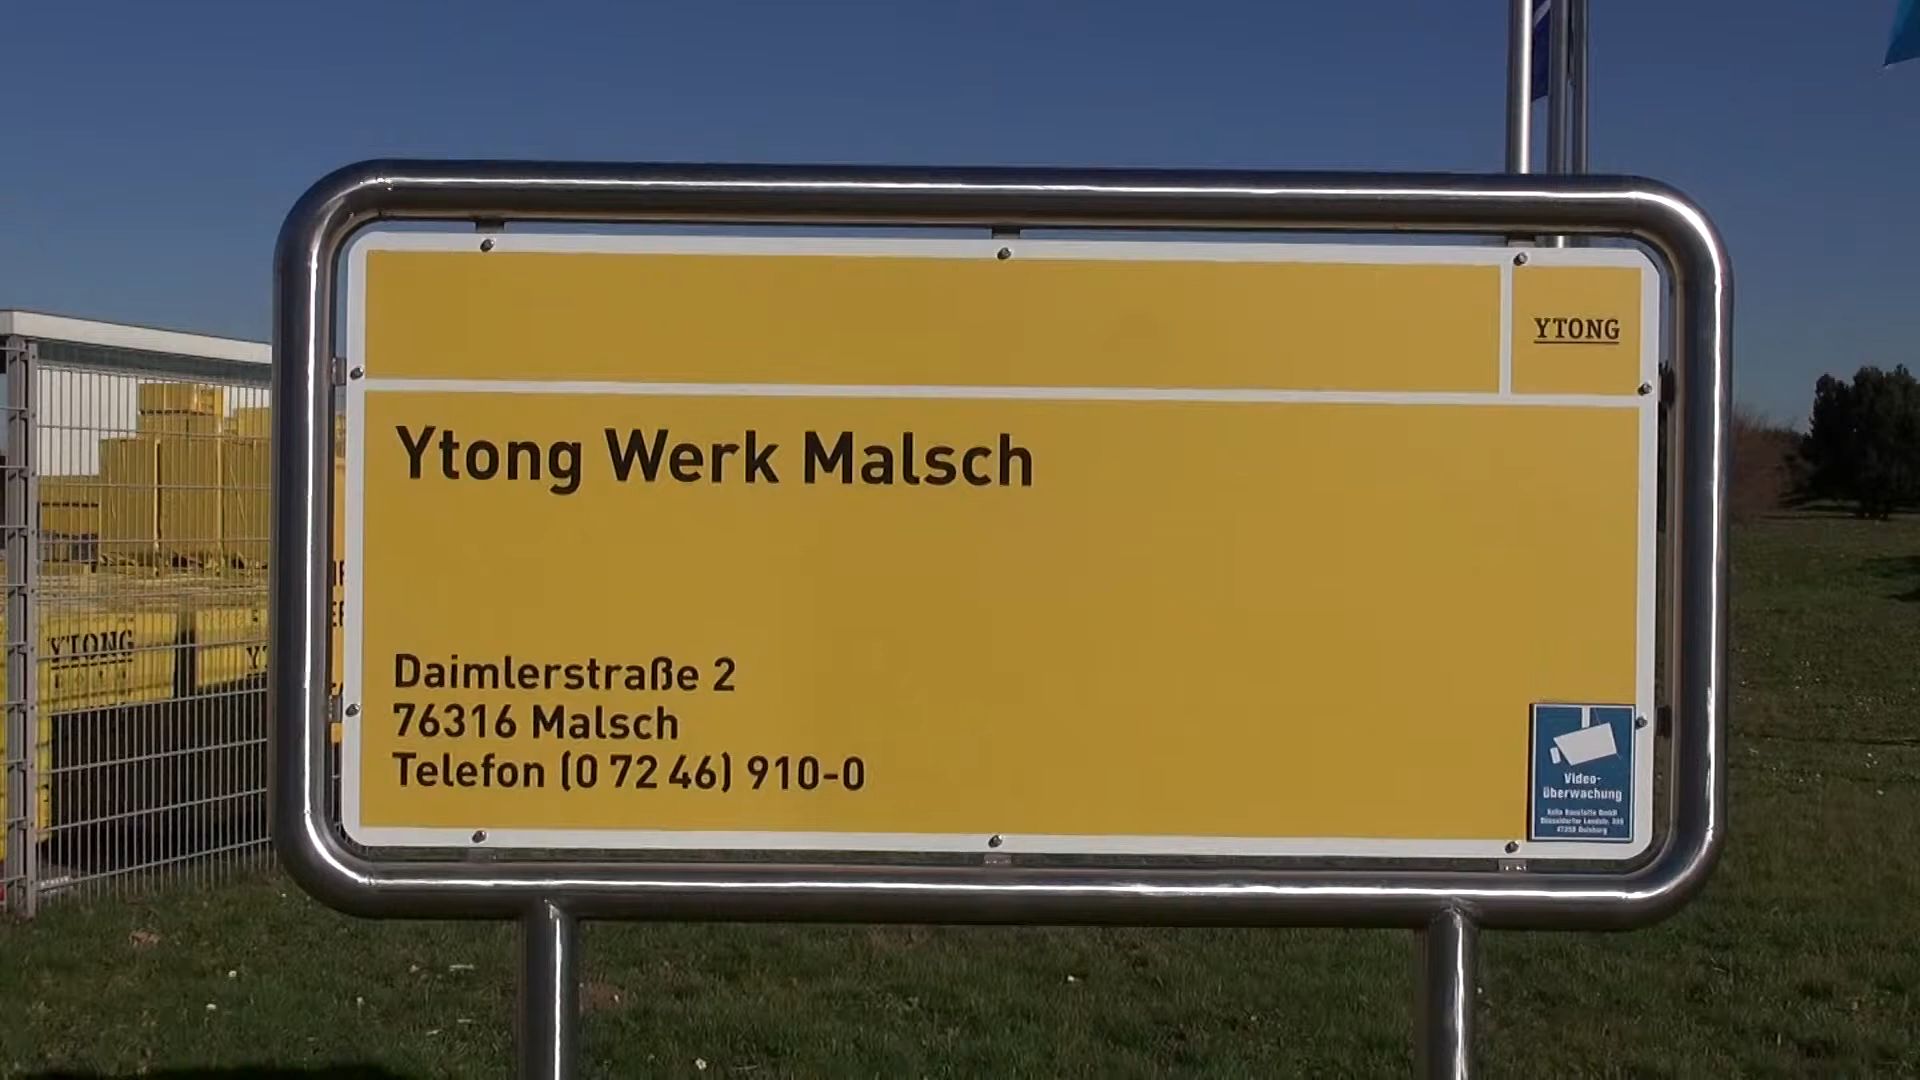 YTONG
Ytong Werk Malsch
Daimlerstraße 2
76316 Malsch
Telefon (0 72 46) 910-0
Video-
überwachung
YTONG